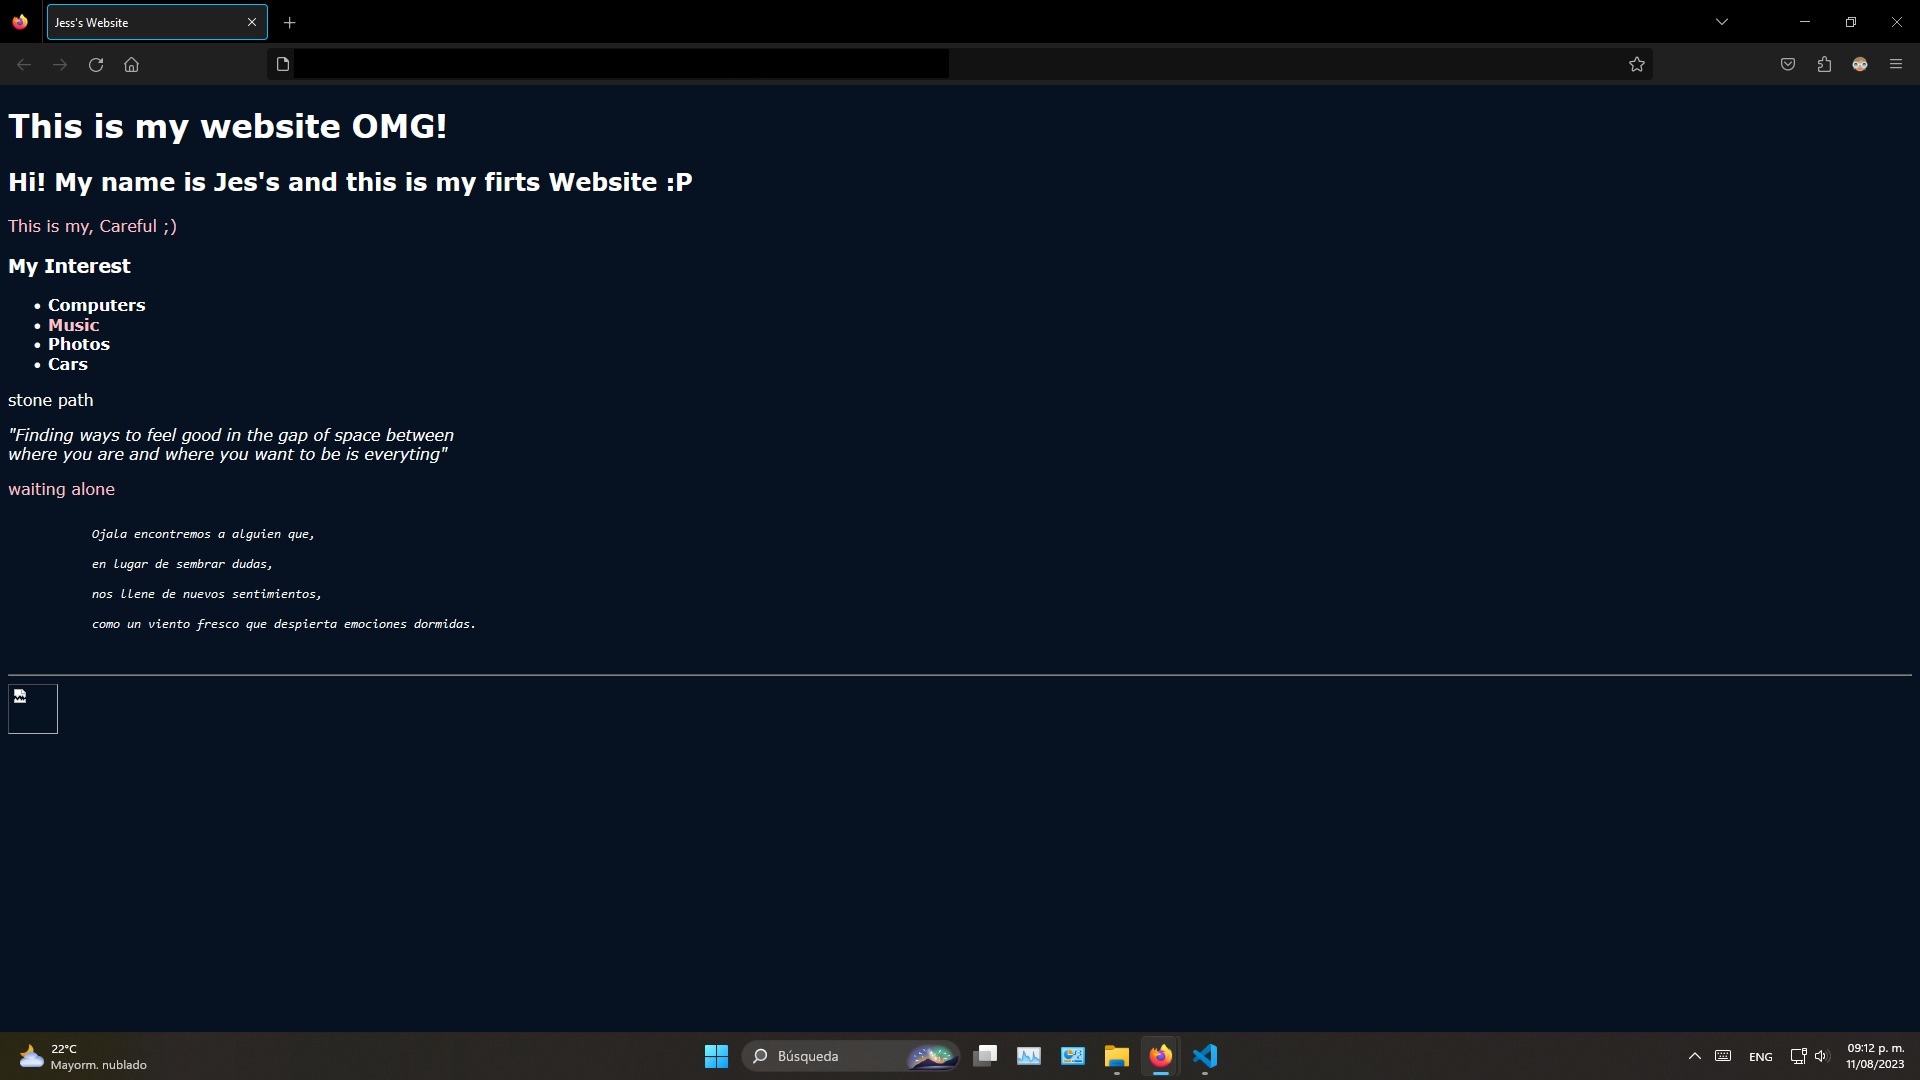 Jess's Website
This is my website OMG!
Hi! My name is Jes's and this is my firts Website :P
This is my, Careful ;)
My Interest
Computers
Music
Photos
Cars
stone path
"Finding ways to feel good in the gap of space between
where you are and where you want to be is everyting"
waiting alone
Ojala encontremos a alguien que,
en lugar de sembrar dudas,
nos llene de nuevos sentimientos,
como un viento fresco que despierta emociones dormidas.
22°C
Mayorm. nublado
Búsqueda
ENG
09:12 p. m.
11/08/2023